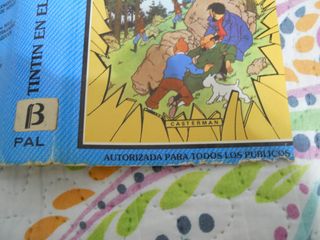 TINTIN EN EL
β
PAL
CASTERMAN
AUTORIZADA PARA TODOS LOS PUBLICOS